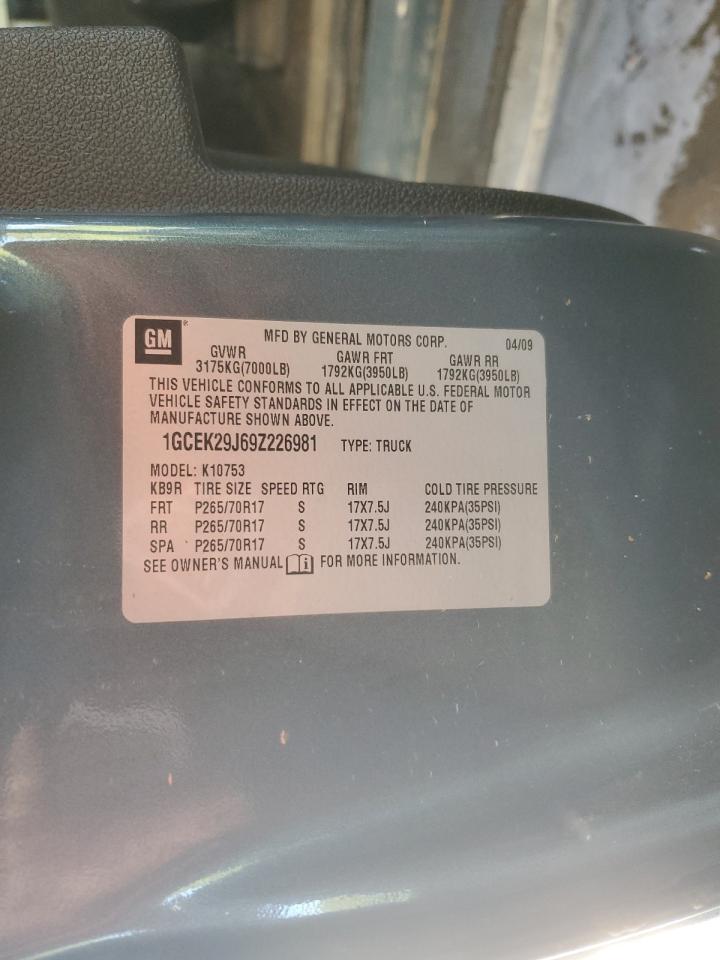 GM®
MFD BY GENERAL MOTORS CORP. 04/09
GVWR GAWR FRT GAWR RR
3175KG(7000LB) 1792KG(3950LB) 1792KG(3950LB)
THIS VEHICLE CONFORMS TO ALL APPLICABLE U.S. FEDERAL MOTOR
VEHICLE SAFETY STANDARDS IN EFFECT ON THE DATE OF
MANUFACTURE SHOWN ABOVE.
1GCEK29J69Z226981 TYPE: TRUCK
MODEL: K10753
KB9R TIRE SIZE SPEED RTG RIM COLD TIRE PRESSURE
FRT P265/70R17 S 17X7.5J 240KPA(35PSI)
RR P265/70R17 S 17X7.5J 240KPA(35PSI)
SPA P265/70R17 S 17X7.5J 240KPA(35PSI)
SEE OWNER'S MANUAL i FOR MORE INFORMATION.